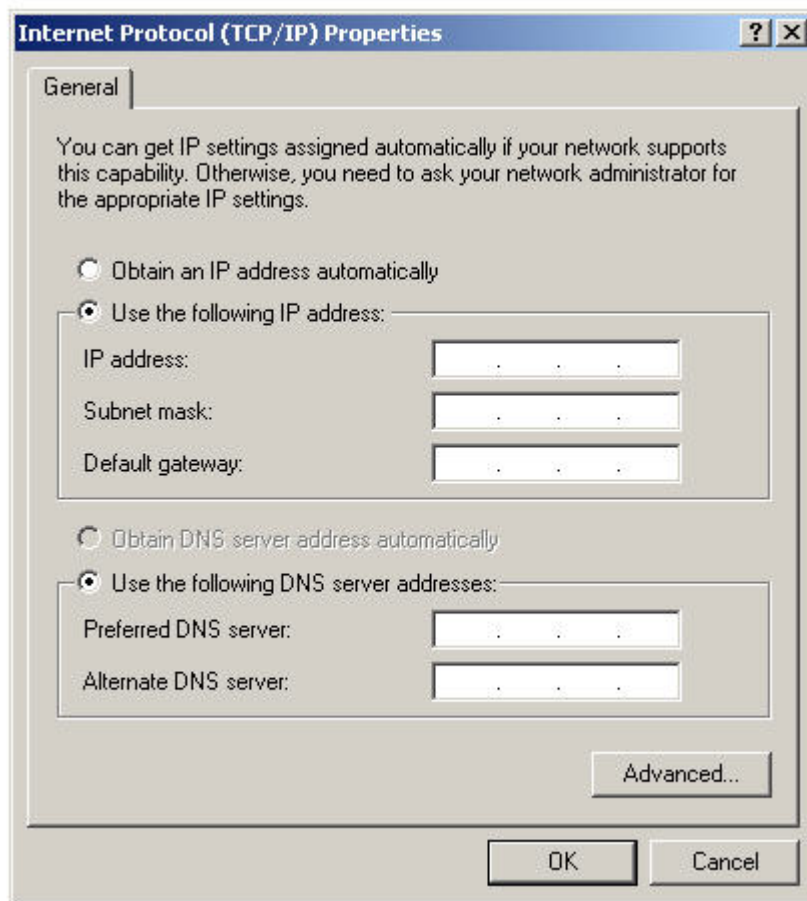 Internet Protocol (TCP/IP) Properties
General
You can get IP settings assigned automatically if your network supports
this capability. Otherwise, you need to ask your network administrator for
the appropriate IP settings.
Obtain an IP address automatically
Use the following IP address:
IP address:
. . .
Subnet mask:
. . .
Default gateway:
. . .
Obtain DNS server address automatically
Use the following DNS server addresses:
Preferred DNS server:
. . .
Alternate DNS server:
. . .
Advanced...
OK
Cancel